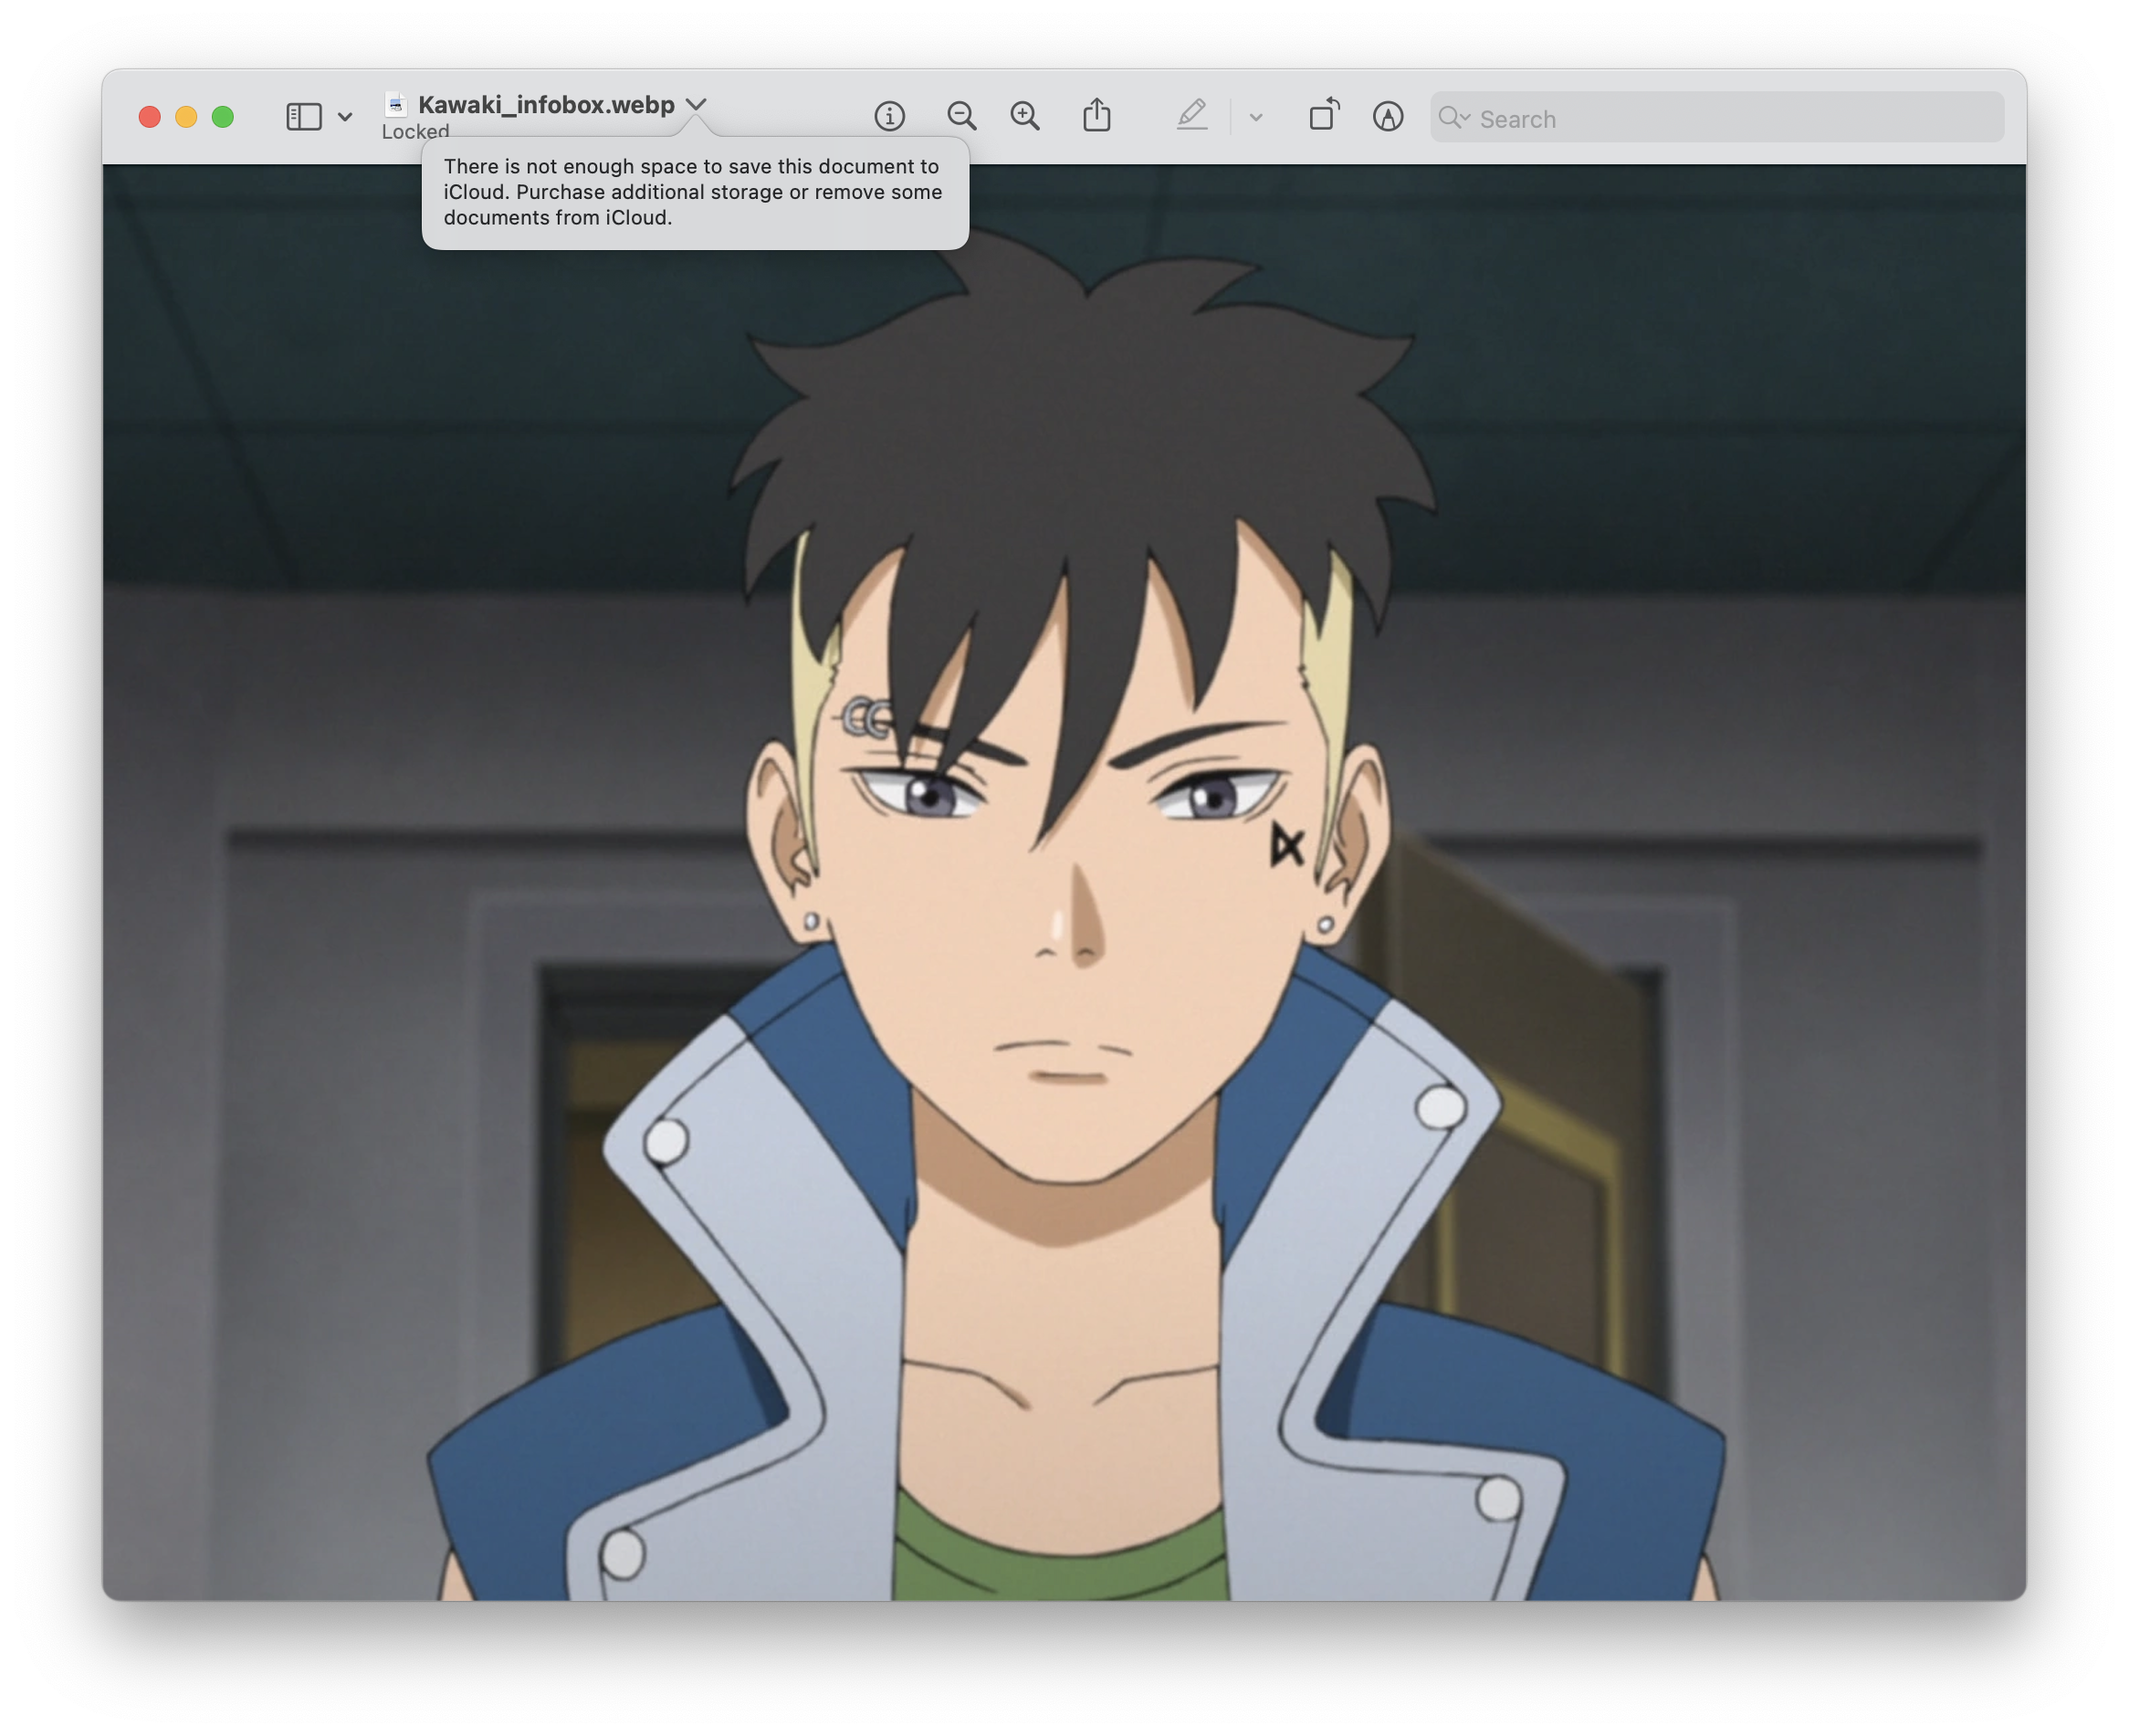 Kawaki_infobox.webp
Locked
Search
There is not enough space to save this document to
iCloud. Purchase additional storage or remove some
documents from iCloud.